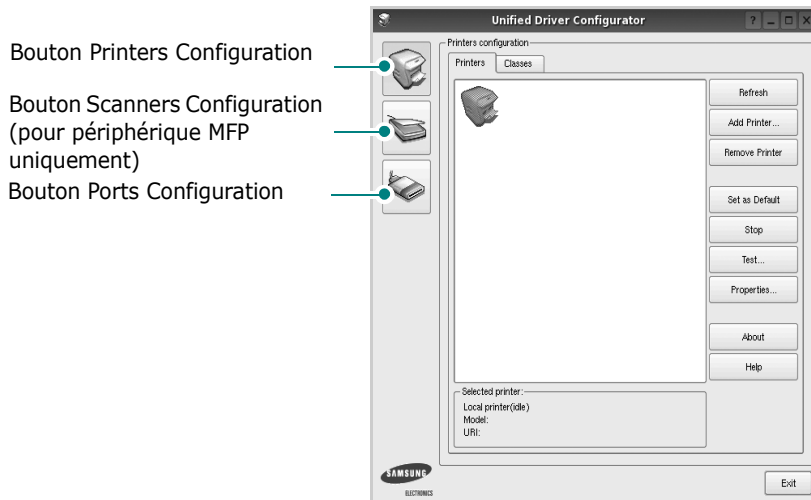 Unified Driver Configurator
Bouton Printers Configuration
Bouton Scanners Configuration
(pour périphérique MFP
uniquement)
Bouton Ports Configuration
Printers configuration
Printers
Classes
Refresh
Add Printer...
Remove Printer
Set as Default
Stop
Test...
Properties...
About
Help
Selected printer:
Local printer(idle)
Model:
URI:
SAMSUNG
ELECTRONICS
Exit